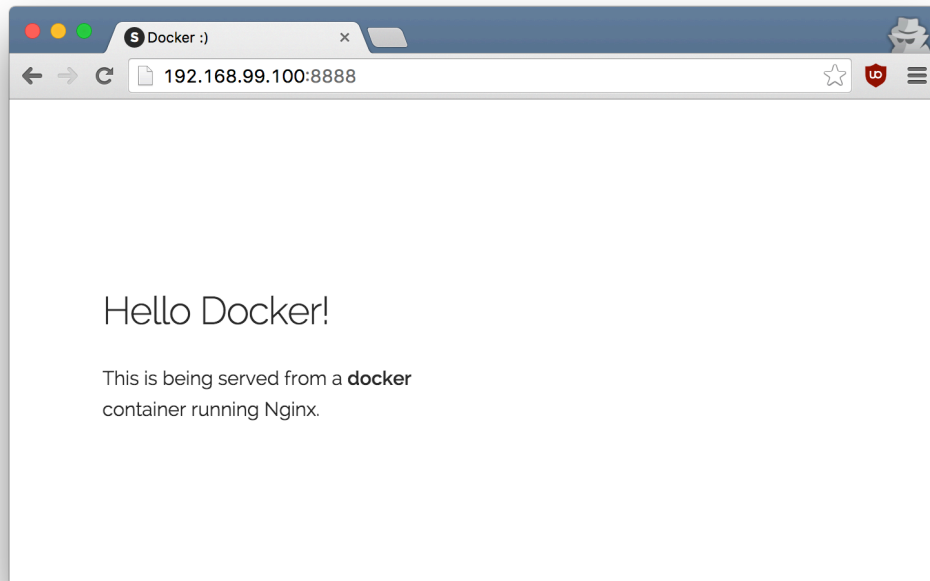 S Docker :)
192.168.99.100:8888
Hello Docker!
This is being served from a docker
container running Nginx.